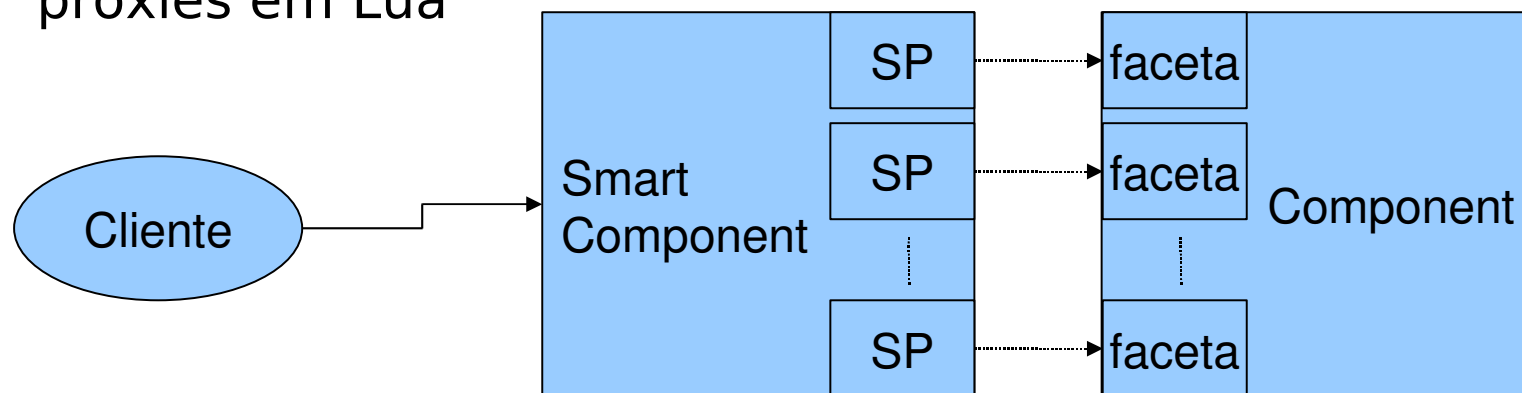 proxies em Lua
SP
faceta
SP
faceta
Smart
Component
Component
Cliente
SP
faceta